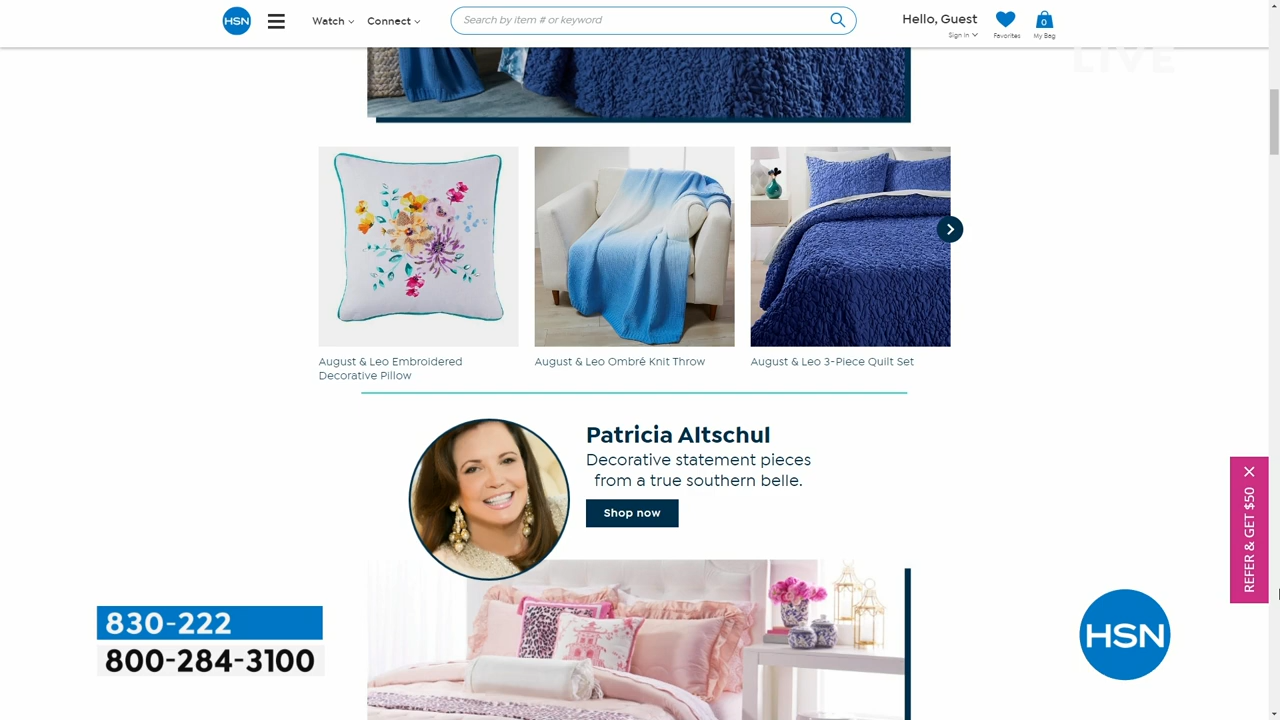 HSN
Watch
Connect
Search by item # or keyword
Hello, Guest
Sign In
Favorites
0
My Bag
LIVE
August & Leo Embroidered
Decorative Pillow
August & Leo Ombré Knit Throw
August & Leo 3-Piece Quilt Set
Patricia Altschul
Decorative statement pieces
from a true southern belle.
Shop now
REFER & GET $50
830-222
800-284-3100
HSN